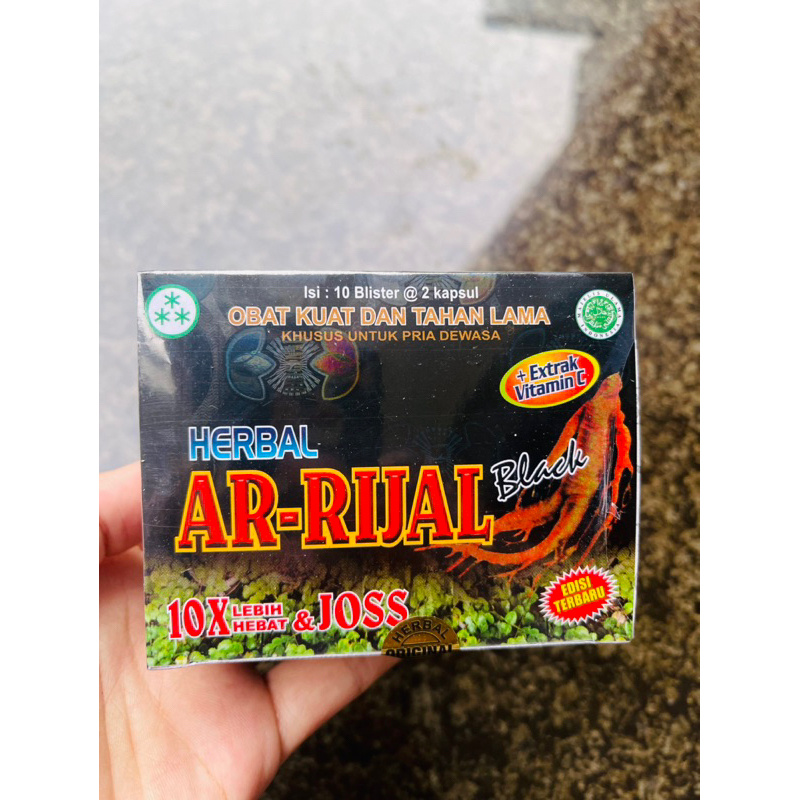 Isi : 10 Blister @ 2 kapsul
OBAT KUAT DAN TAHAN LAMA
KHUSUS UNTUK PRIA DEWASA
+ Extrak
Vitamin C
HERBAL
AR-RIJAL
Black
10X LEBIH HEBAT & JOSS
EDISI
TERBARU
HERBAL
ORIGINAL